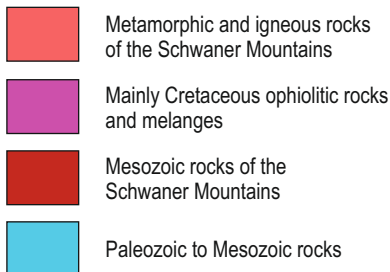 Metamorphic and igneous rocks
of the Schwaner Mountains
Mainly Cretaceous ophiolitic rocks
and melanges
Mesozoic rocks of the
Schwaner Mountains
Paleozoic to Mesozoic rocks